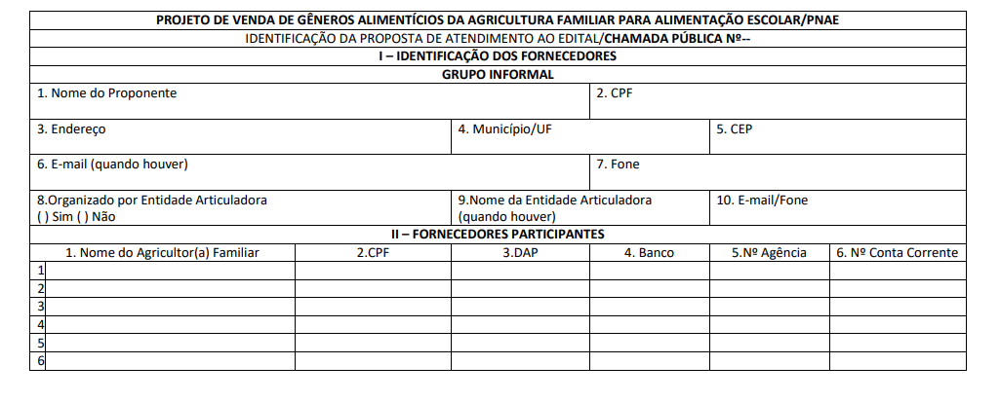 PROJETO DE VENDA DE GÊNEROS ALIMENTÍCIOS DA AGRICULTURA FAMILIAR PARA ALIMENTAÇÃO ESCOLAR/PNAE
IDENTIFICAÇÃO DA PROPOSTA DE ATENDIMENTO AO EDITAL/CHAMADA PÚBLICA Nº--
I – IDENTIFICAÇÃO DOS FORNECEDORES
GRUPO INFORMAL
1. Nome do Proponente 2. CPF
3. Endereço 4. Município/UF 5. CEP
6. E-mail (quando houver) 7. Fone
8.Organizado por Entidade Articuladora 9.Nome da Entidade Articuladora 10. E-mail/Fone
( ) Sim ( ) Não (quando houver)
II – FORNECEDORES PARTICIPANTES
1. Nome do Agricultor(a) Familiar 2.CPF 3.DAP 4. Banco 5.Nº Agência 6. Nº Conta Corrente
1
2
3
4
5
6